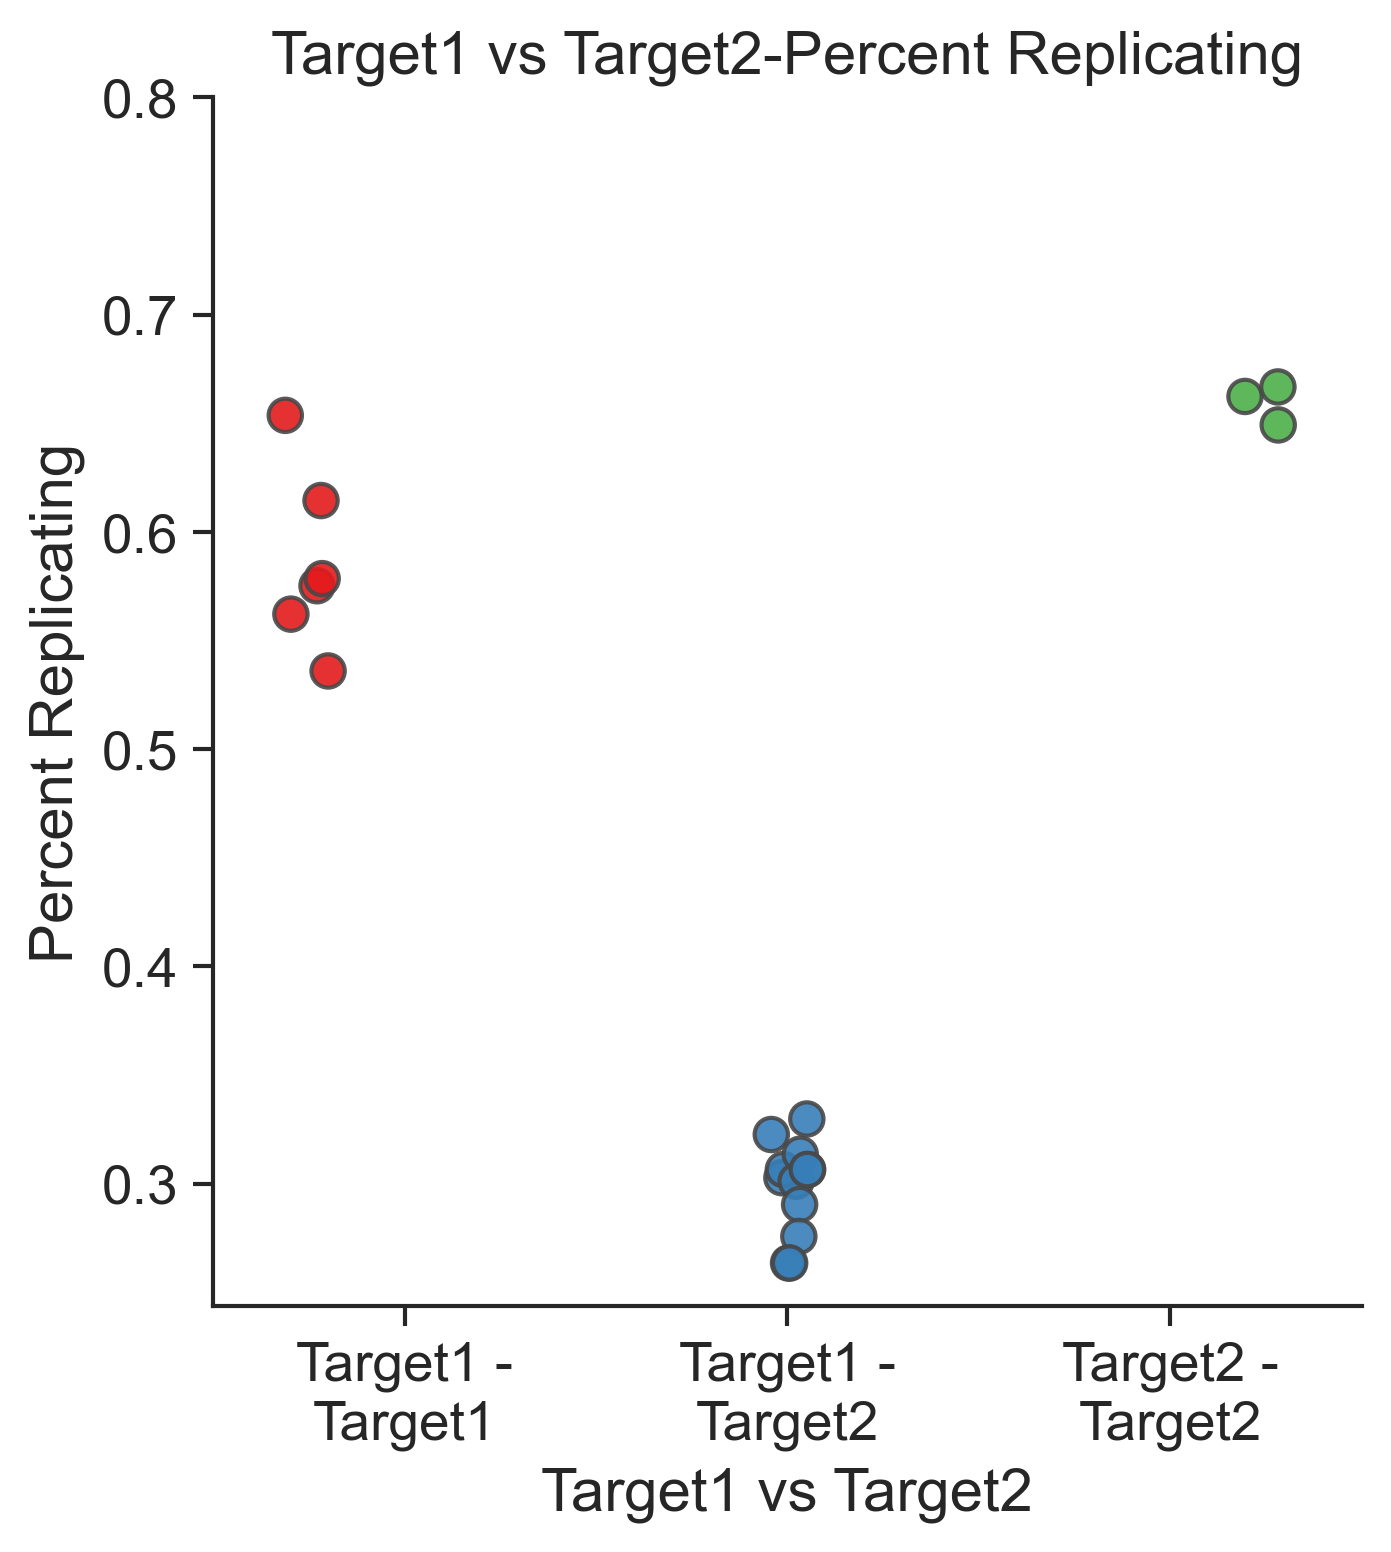 Target1 vs Target2-Percent Replicating
0.8
0.7
0.6
0.5
0.4
0.3
Percent Replicating
Target1 -
Target1
Target1 -
Target2
Target2 -
Target2
Target1 vs Target2